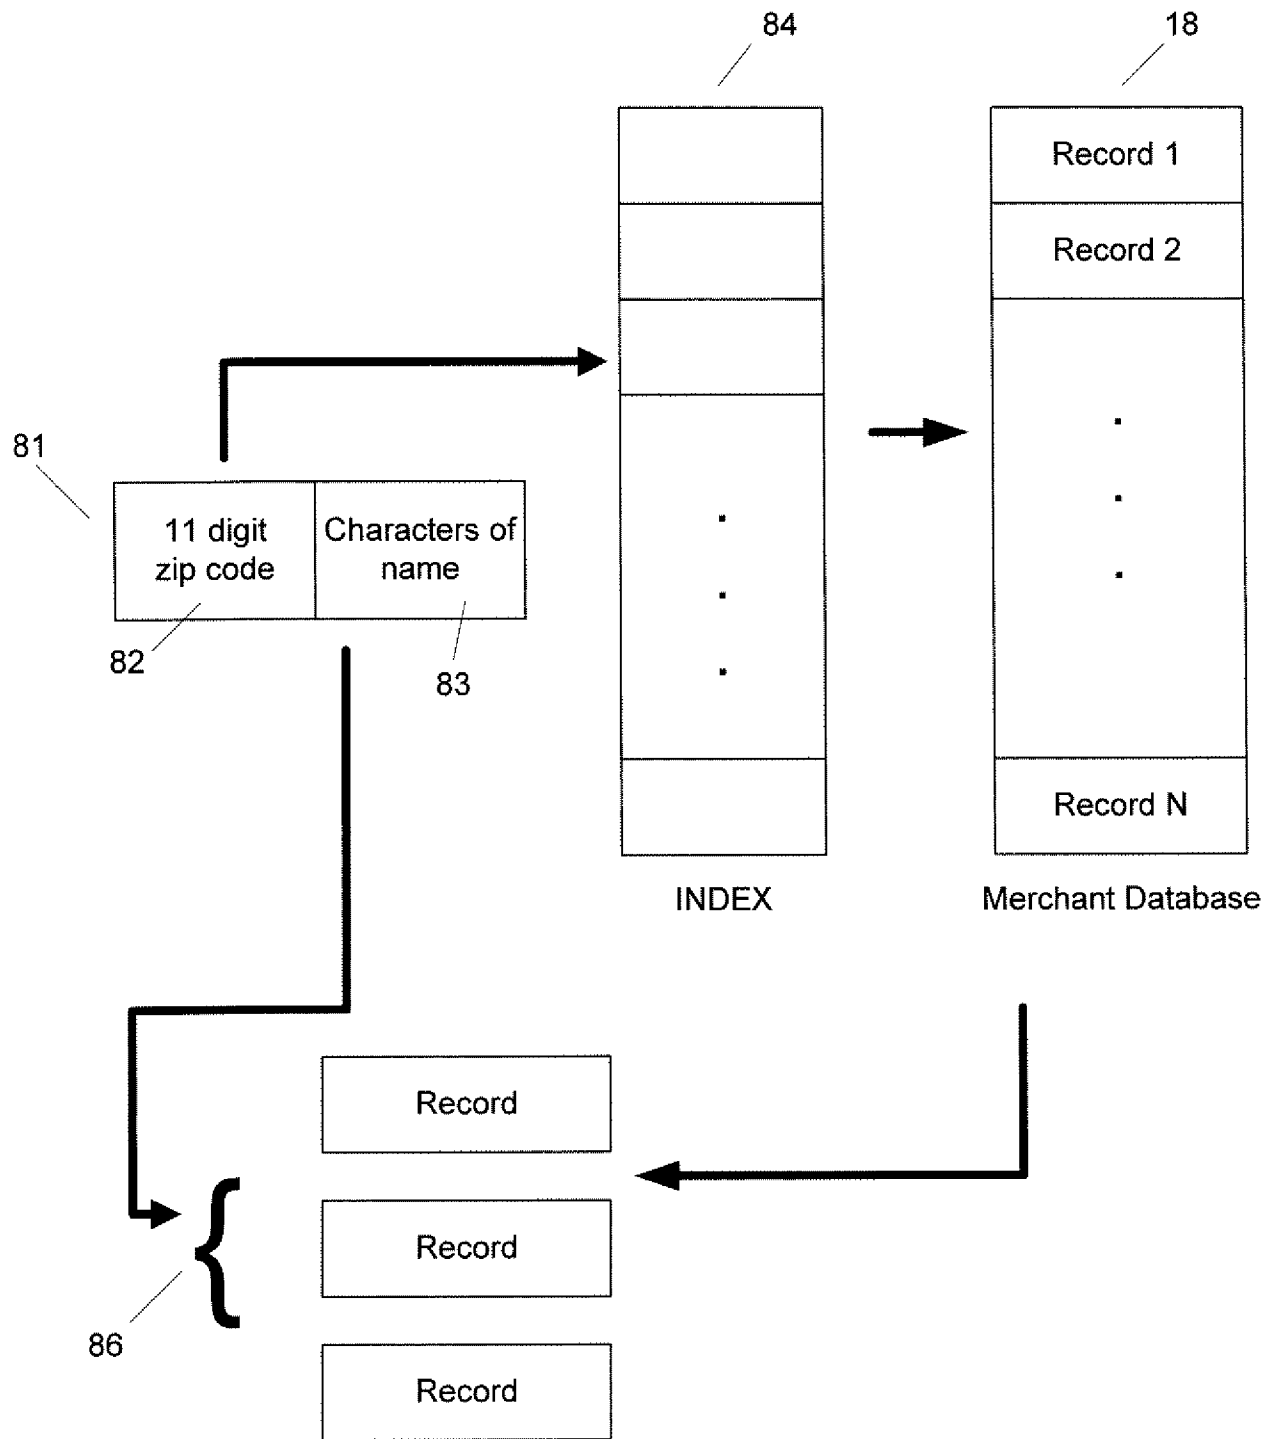 84
18
Record 1
Record 2
81
11 digit
zip code
Characters of
name
82
83
Record N
INDEX
Merchant Database
Record
Record
86
Record